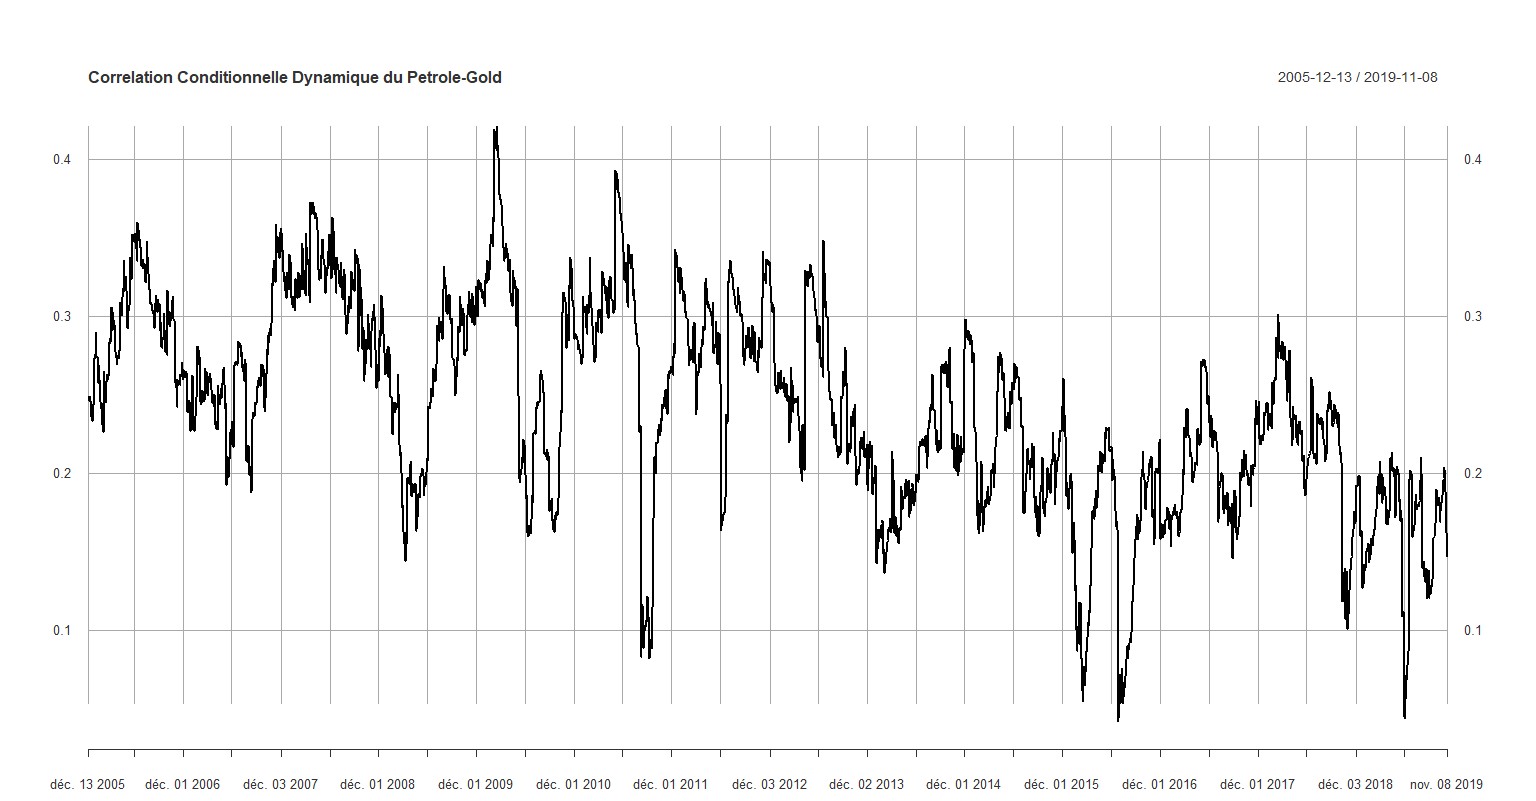 Correlation Conditionnelle Dynamique du Petrole-Gold 2005-12-13 / 2019-11-08
0.4 0.4
0.3 0.3
0.2 0.2
0.1 0.1
déc. 13 2005 déc. 01 2006 déc. 03 2007 déc. 01 2008 déc. 01 2009 déc. 01 2010 déc. 01 2011 déc. 03 2012 déc. 02 2013 déc. 01 2014 déc. 01 2015 déc. 01 2016 déc. 01 2017 déc. 03 2018 nov. 08 2019